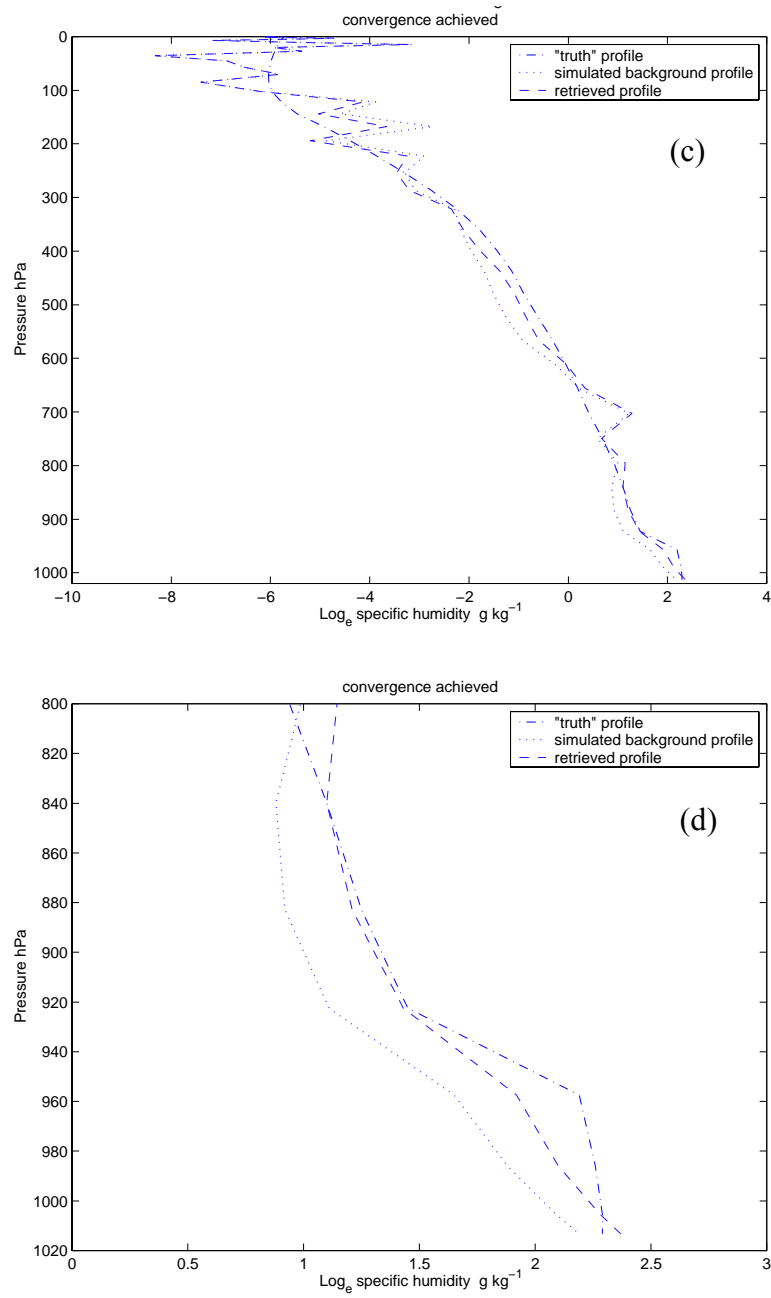 convergence achieved
0
100
200
300
400
500
600
700
800
900
1000
Pressure hPa
"truth" profile
simulated background profile
retrieved profile
(c)
−10
−8
−6
−4
−2
0
2
4
Logₑ specific humidity g kg⁻¹
convergence achieved
800
820
840
860
880
900
920
940
960
980
1000
1020
Pressure hPa
"truth" profile
simulated background profile
retrieved profile
(d)
0
0.5
1
1.5
2
2.5
3
Logₑ specific humidity g kg⁻¹